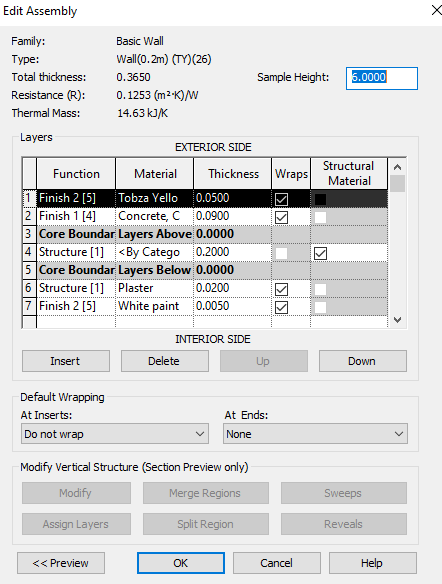 Edit Assembly
Family: Basic Wall
Type: Wall(0.2m) (TY)(26)
Total thickness: 0.3650 Sample Height: 6.0000
Resistance (R): 0.1253 (m²·K)/W
Thermal Mass: 14.63 kJ/K
Layers
EXTERIOR SIDE
Function Material Thickness Wraps Structural Material
1 Finish 2 [5] Tobza Yello 0.0500
2 Finish 1 [4] Concrete, C 0.0900
3 Core Boundar Layers Above 0.0000
4 Structure [1] <By Catego 0.2000
5 Core Boundar Layers Below 0.0000
6 Structure [1] Plaster 0.0200
7 Finish 2 [5] White paint 0.0050
INTERIOR SIDE
Insert Delete Up Down
Default Wrapping
At Inserts: At Ends:
Do not wrap None
Modify Vertical Structure (Section Preview only)
Modify Merge Regions Sweeps
Assign Layers Split Region Reveals
<< Preview OK Cancel Help